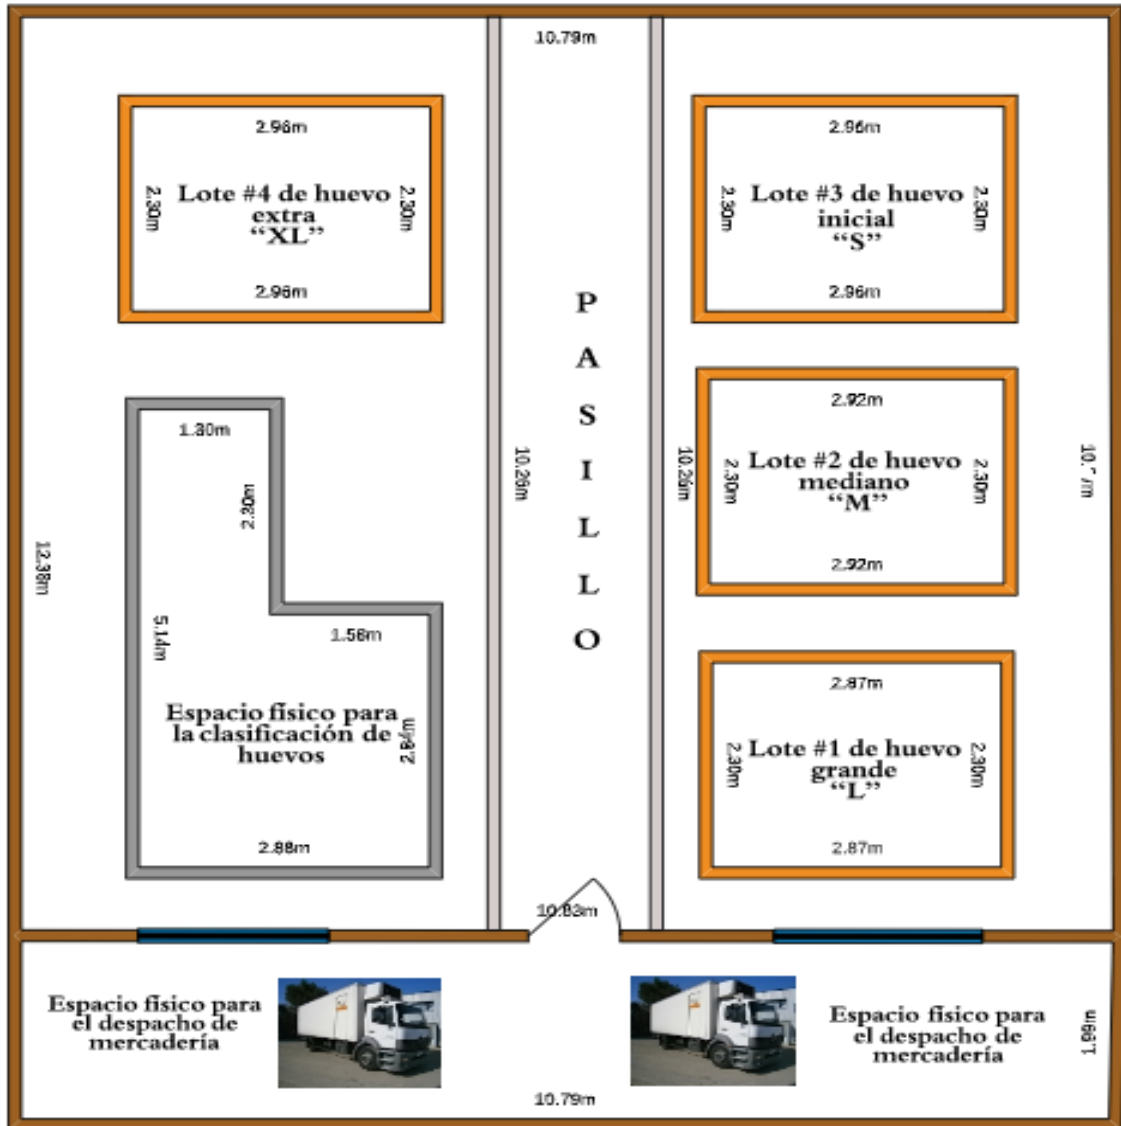 10.79m
2.96m
2.30m
Lote #4 de huevo
extra
“XL”
2.30m
2.96m
2.96m
2.30m
Lote #3 de huevo
inicial
“S”
2.30m
2.96m
P
A
S
I
L
L
O
1.30m
2.30m
12.38m
5.14m
1.56m
Espacio físico para
la clasificación de
huevos
2.84m
2.88m
10.26m
10.26m
2.92m
2.30m
Lote #2 de huevo
mediano
“M”
2.30m
2.92m
2.87m
2.30m
Lote #1 de huevo
grande
“L”
2.30m
2.87m
10.83m
Espacio físico para
el despacho de
mercadería
Espacio físico para
el despacho de
mercadería
1.99m
10.79m